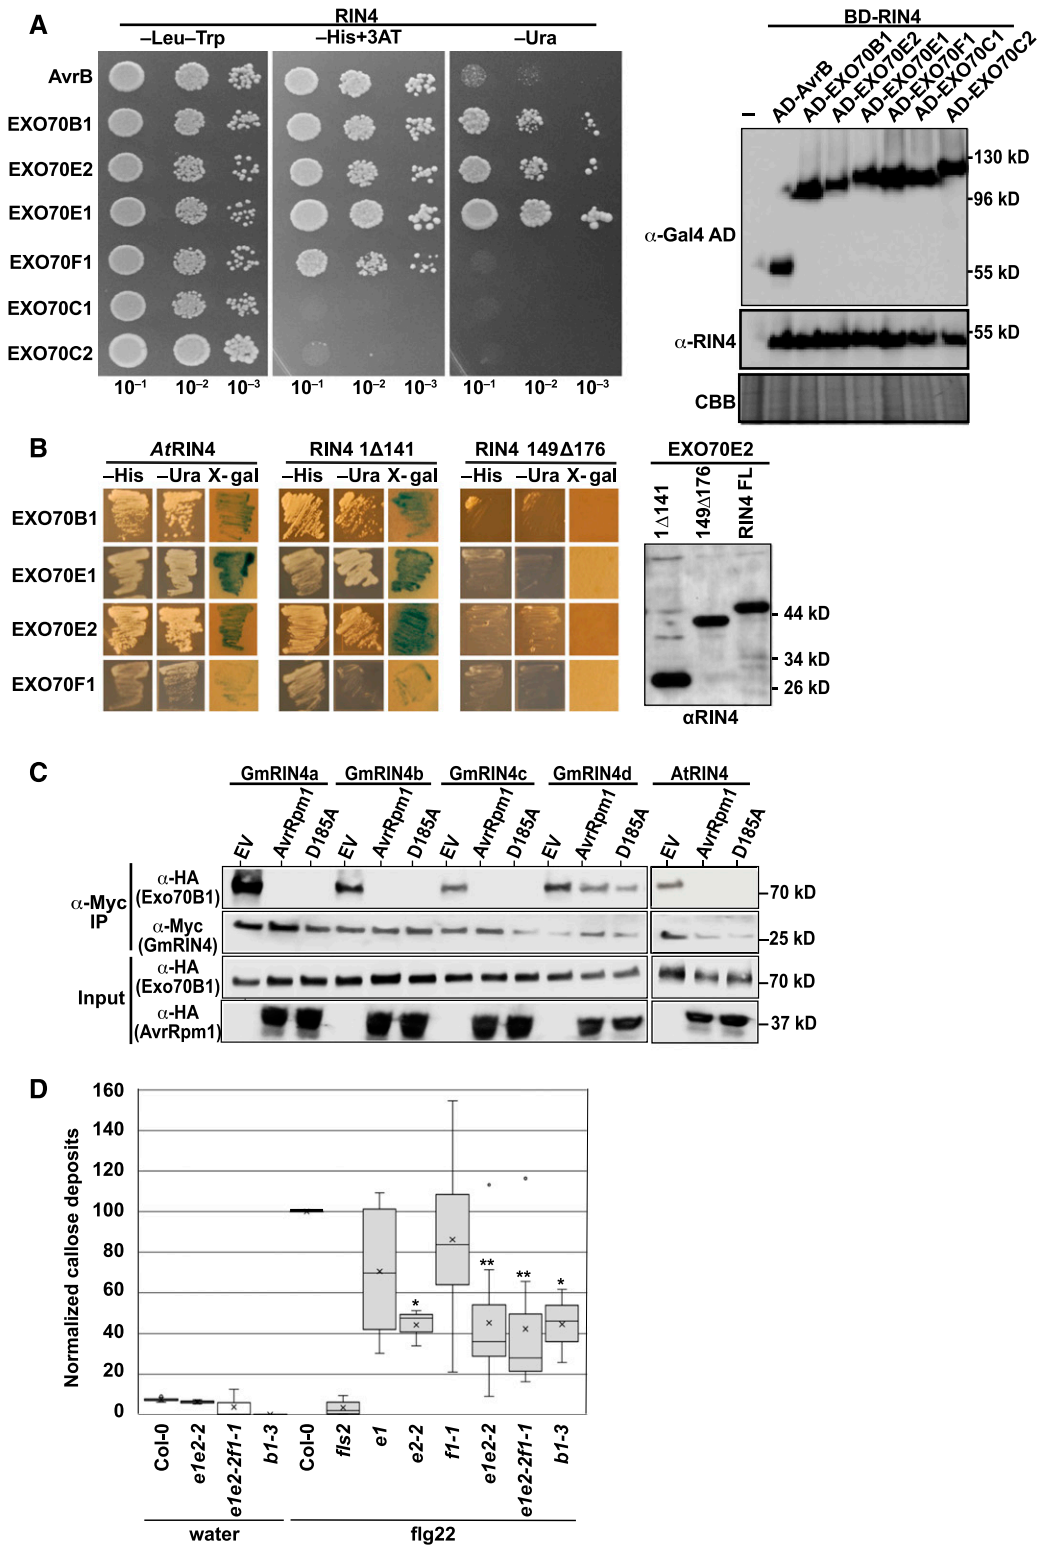 A
RIN4
–Leu–Trp
–His+3AT
–Ura
AvrB
EXO70B1
EXO70E2
EXO70E1
EXO70F1
EXO70C1
EXO70C2
10–1 10–2 10–3
10–1 10–2 10–3
10–1 10–2 10–3
BD-RIN4
–
AD-AvrB
AD-EXO70B1
AD-EXO70E2
AD-EXO70E1
AD-EXO70F1
AD-EXO70C1
AD-EXO70C2
α-Gal4 AD
130 kD
96 kD
55 kD
α-RIN4
55 kD
CBB
B
AtRIN4
RIN4 1Δ141
RIN4 149Δ176
–His –Ura X-gal
–His –Ura X-gal
–His –Ura X-gal
EXO70B1
EXO70E1
EXO70E2
EXO70F1
EXO70E2
1Δ141
149Δ176
RIN4 FL
44 kD
34 kD
26 kD
αRIN4
C
GmRIN4a
GmRIN4b
GmRIN4c
GmRIN4d
AtRIN4
EV AvrRpm1 D185A
EV AvrRpm1 D185A
EV AvrRpm1 D185A
EV AvrRpm1 D185A
EV AvrRpm1 D185A
α-Myc
IP
α-HA
(Exo70B1)
70 kD
α-Myc
(GmRIN4)
25 kD
Input
α-HA
(Exo70B1)
70 kD
α-HA
(AvrRpm1)
37 kD
D
Normalized callose deposits
160
140
120
100
80
60
40
20
0
*
**
**
*
Col-0
e1e2-2
e1e2-2f1-1
b1-3
Col-0
fls2
e1
e2-2
f1-1
e1e2-2
e1e2-2f1-1
b1-3
water
flg22